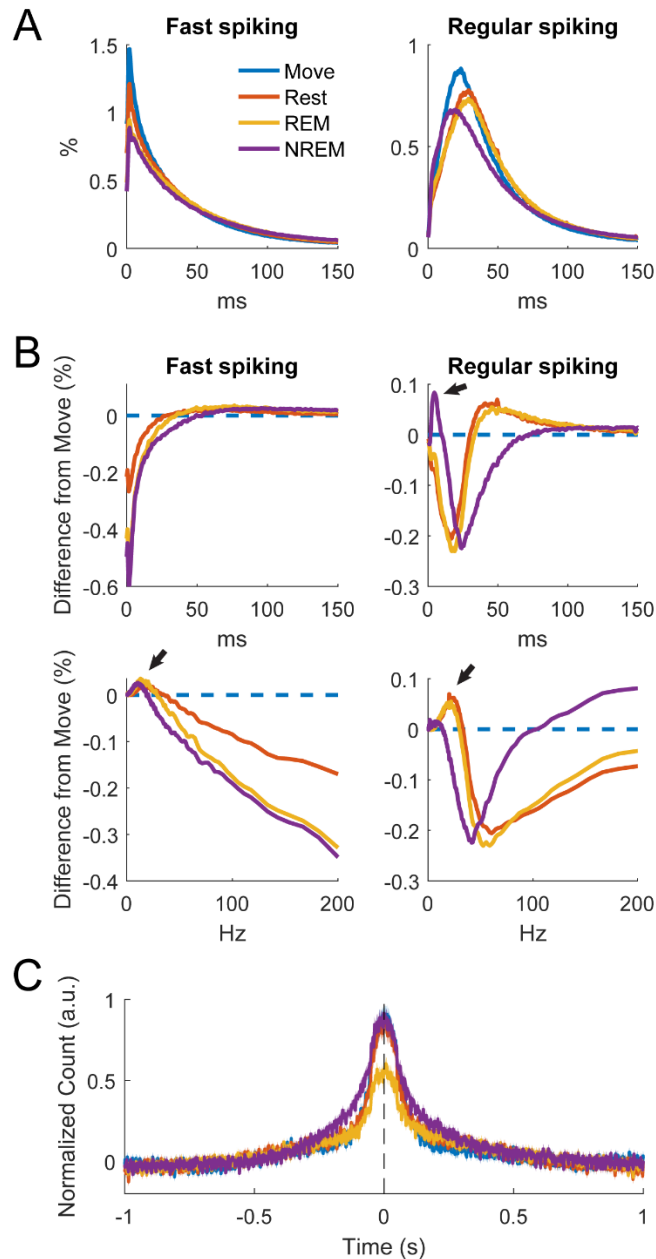 A
Fast spiking
Regular spiking
1.5
1
0.5
0
%
Move
Rest
REM
NREM
0 50 100 150
ms
1
0.5
0
0 50 100 150
ms
B
Fast spiking
Regular spiking
Difference from Move (%)
0
-0.2
-0.4
-0.6
0 50 100 150
ms
0.1
0
-0.1
-0.2
-0.3
0 50 100 150
ms
Difference from Move (%)
0
-0.1
-0.2
-0.3
-0.4
0 100 200
Hz
0.1
0
-0.1
-0.2
-0.3
0 50 100 200
Hz
C
Normalized Count (a.u.)
1
0.5
0
-1 -0.5 0 0.5 1
Time (s)